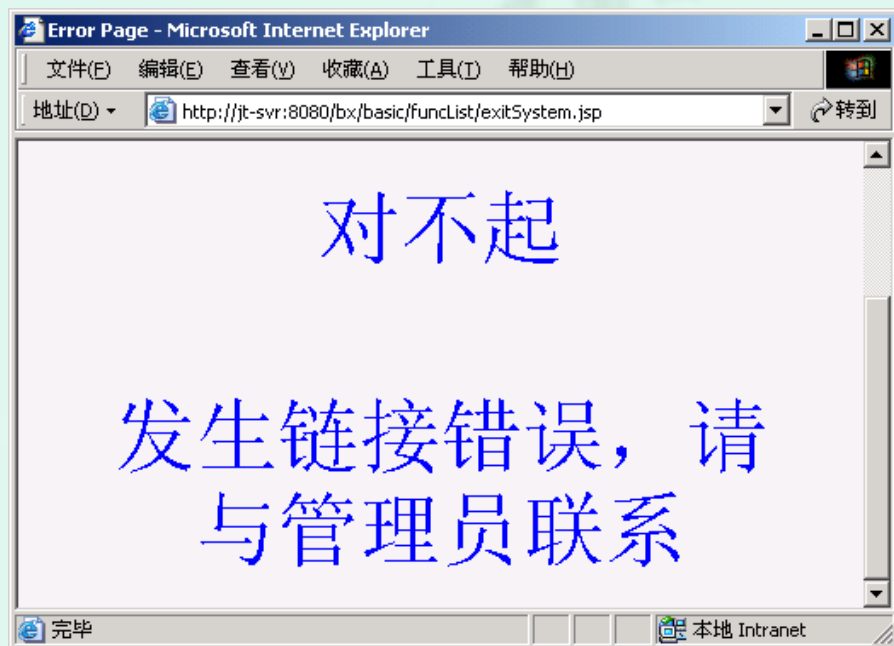 Error Page - Microsoft Internet Explorer
文件(F) 编辑(E) 查看(V) 收藏(A) 工具(T) 帮助(H)
地址(D) http://jt-svr:8080/bx/basic/funcList/exitSystem.jsp 转到
对不起
发生链接错误，请
与管理员联系
完毕 本地 Intranet